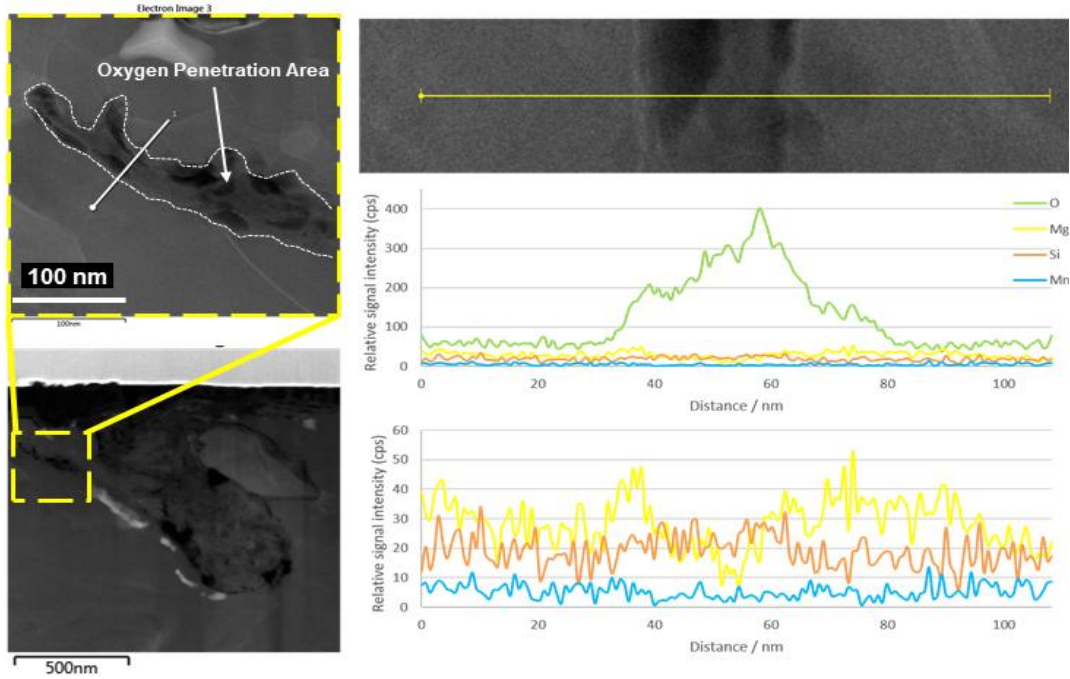 Electron Image 3
Oxygen Penetration Area
1
100 nm
100nm
500nm
Relative signal intensity (cps)
400
300
200
100
0
0
20
40
60
80
100
Distance / nm
O
Mg
Si
Mn
Relative signal intensity (cps)
60
50
40
30
20
10
0
0
20
40
60
80
100
Distance / nm